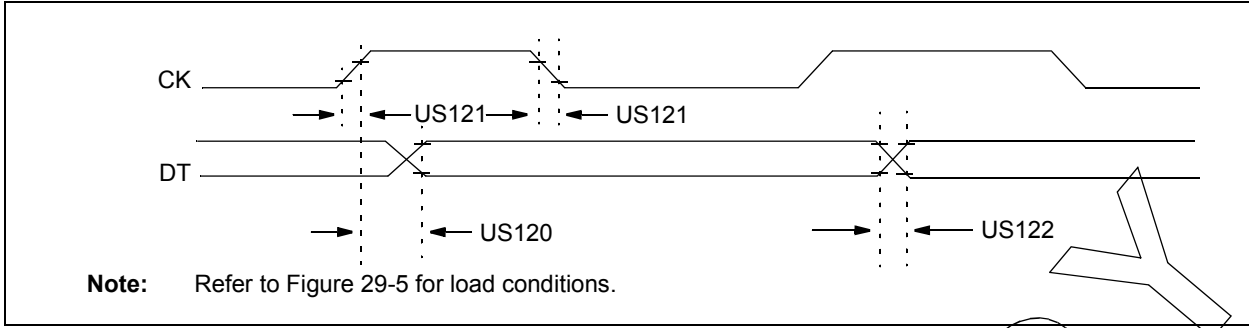 CK
US121 US121
DT
US120 US122
Note: Refer to Figure 29-5 for load conditions.
Y